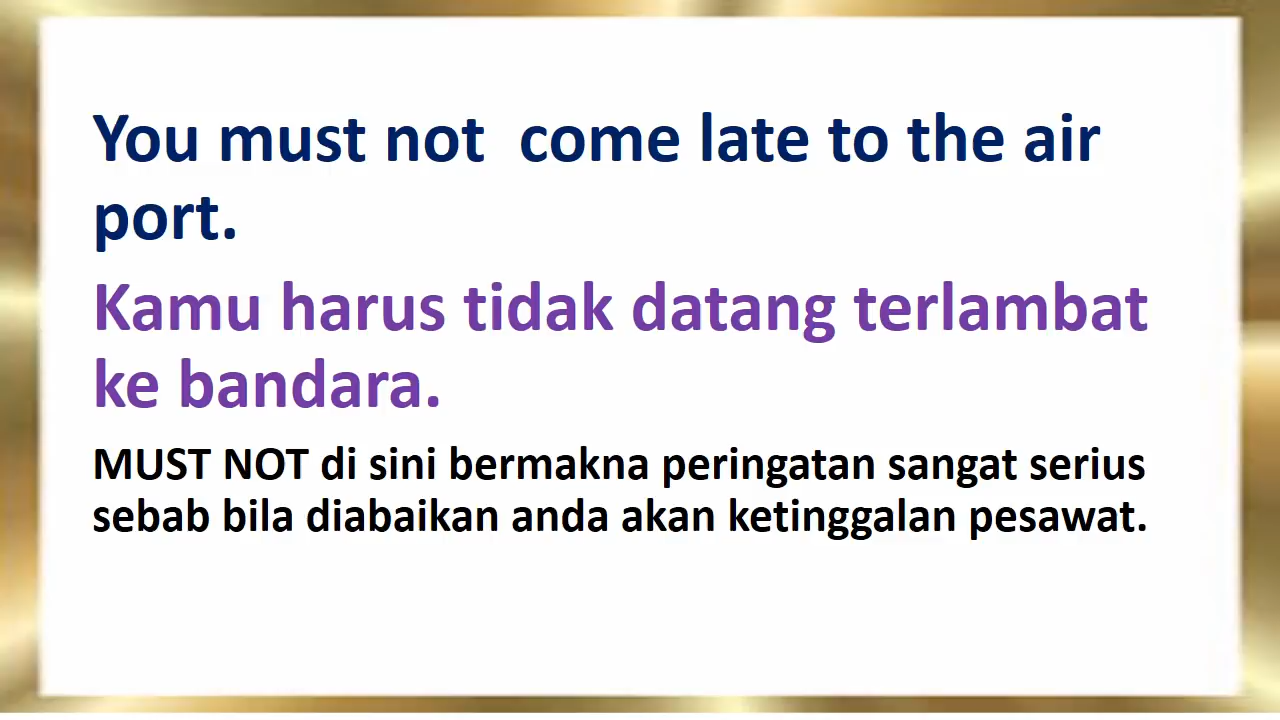 You must not  come late to the air
port.
Kamu harus tidak datang terlambat
ke bandara.
MUST NOT di sini bermakna peringatan sangat serius
sebab bila diabaikan anda akan ketinggalan pesawat.